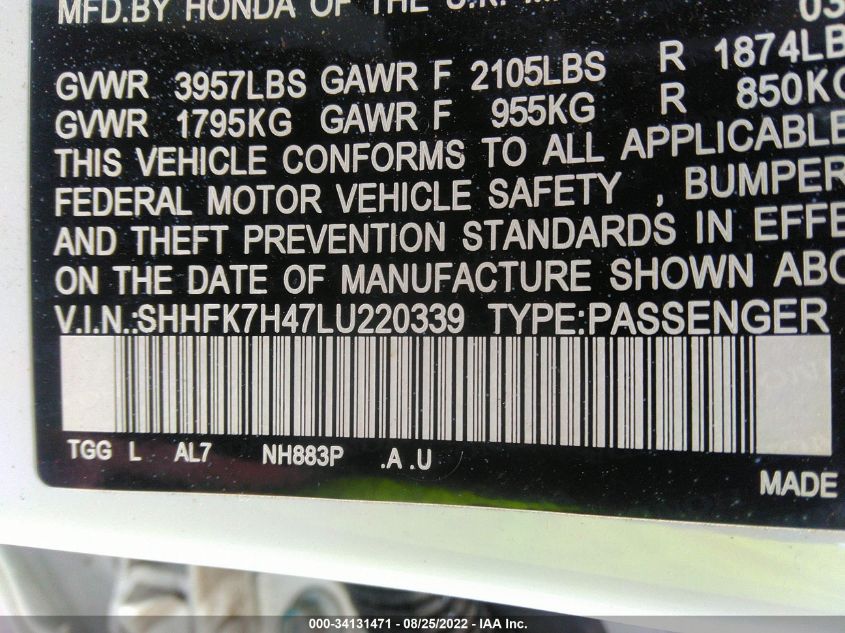 MFD.BY HONDA OF THE U.K. 03
GVWR 3957LBS GAWR F 2105LBS R 1874LB
GVWR 1795KG GAWR F 955KG R 850KG
THIS VEHICLE CONFORMS TO ALL APPLICABLE
FEDERAL MOTOR VEHICLE SAFETY , BUMPER
AND THEFT PREVENTION STANDARDS IN EFFE
ON THE DATE OF MANUFACTURE SHOWN ABO
V.I.N.:SHHFK7H47LU220339 TYPE:PASSENGER
TGG L AL7 NH883P .A .U
MADE
000-34131471 - 08/25/2022 - IAA Inc.